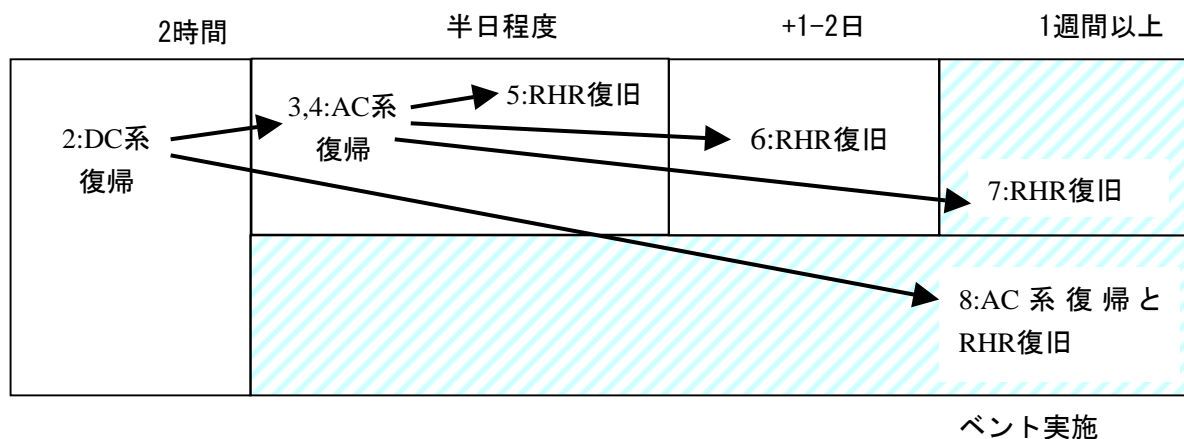 2時間
半日程度
+1-2日
1週間以上
2:DC系
復帰
3,4:AC系
復帰
5:RHR復旧
6:RHR復旧
7:RHR復旧
8:AC系復帰と
RHR復旧
ベント実施